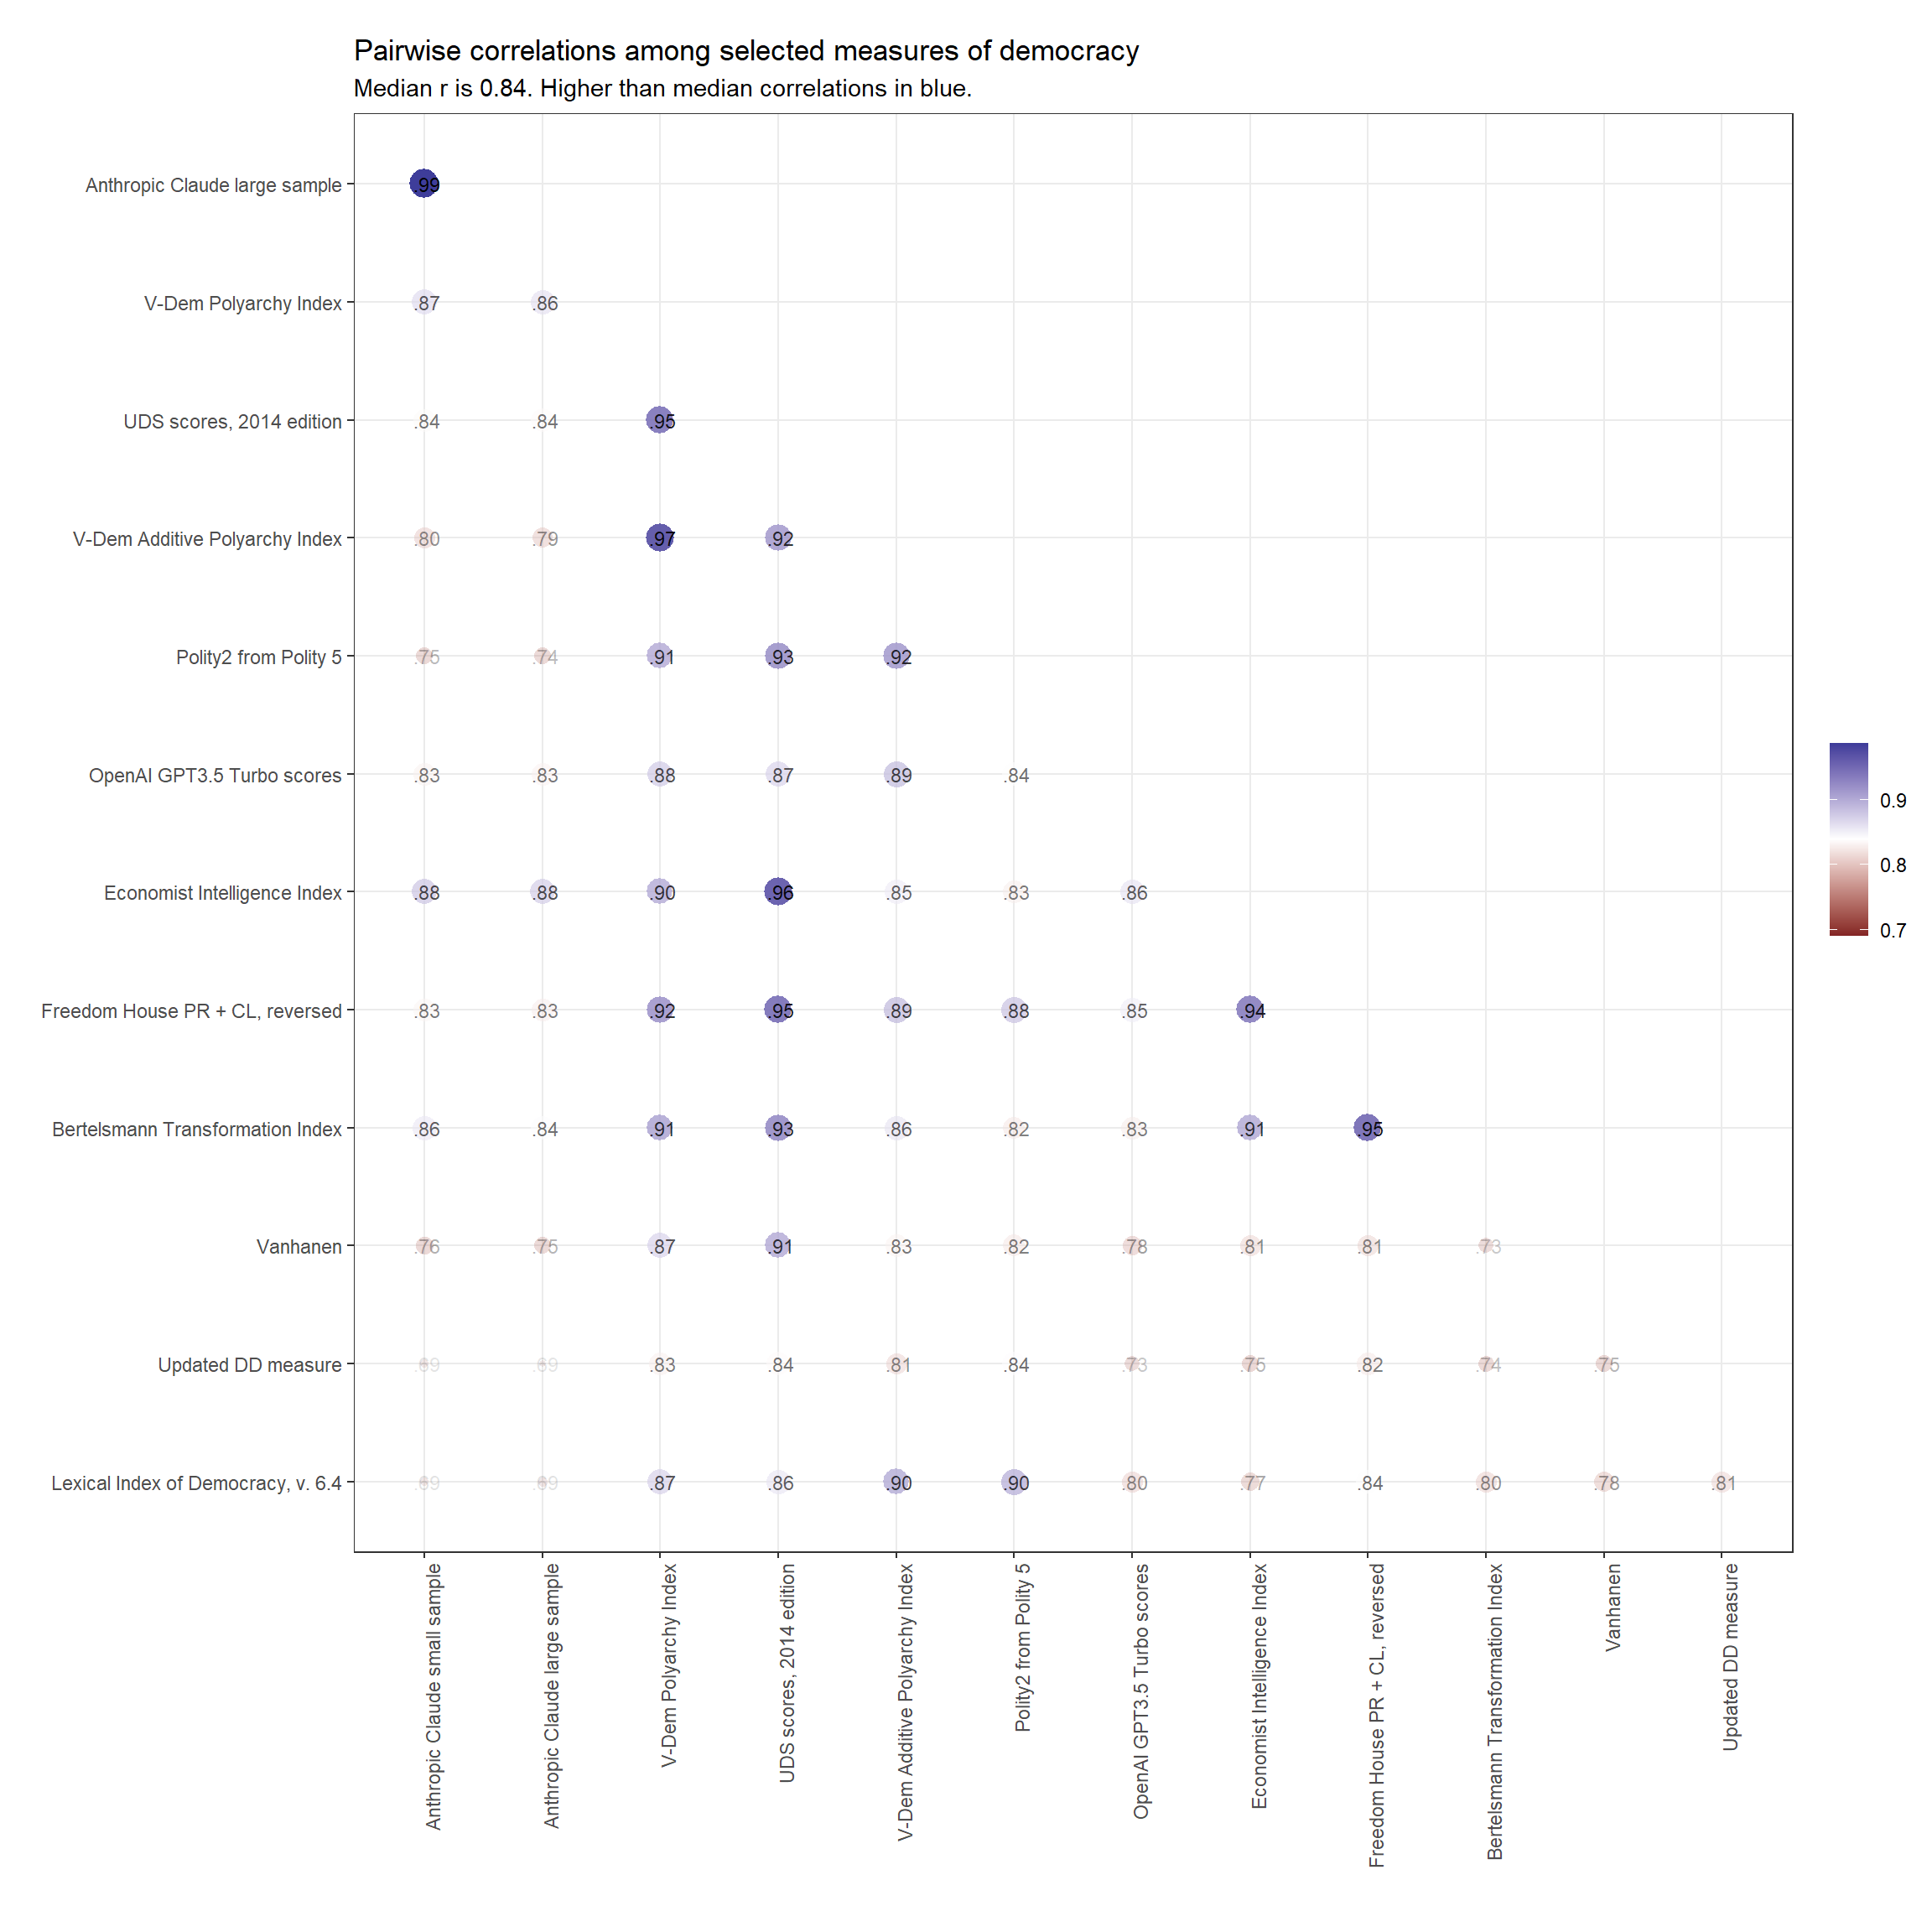 Pairwise correlations among selected measures of democracy
Median r is 0.84. Higher than median correlations in blue.
Anthropic Claude large sample .99
V-Dem Polyarchy Index .87 .86
UDS scores, 2014 edition .84 .84 .95
V-Dem Additive Polyarchy Index .80 .79 .97 .92
Polity2 from Polity 5 .75 .74 .91 .93 .92
OpenAI GPT3.5 Turbo scores .83 .83 .88 .87 .89 .84
Economist Intelligence Index .88 .88 .90 .96 .85 .83 .86
Freedom House PR + CL, reversed .83 .83 .92 .95 .89 .88 .85 .94
Bertelsmann Transformation Index .86 .84 .91 .93 .86 .82 .83 .91 .95
Vanhanen .76 .75 .87 .91 .83 .82 .78 .81 .81 .73
Updated DD measure .69 .69 .83 .84 .81 .84 .73 .75 .82 .74 .75
Lexical Index of Democracy, v. 6.4 .69 .69 .87 .86 .90 .90 .80 .77 .84 .80 .78 .81
Anthropic Claude small sample
Anthropic Claude large sample
V-Dem Polyarchy Index
UDS scores, 2014 edition
V-Dem Additive Polyarchy Index
Polity2 from Polity 5
OpenAI GPT3.5 Turbo scores
Economist Intelligence Index
Freedom House PR + CL, reversed
Bertelsmann Transformation Index
Vanhanen
Updated DD measure
0.9
0.8
0.7